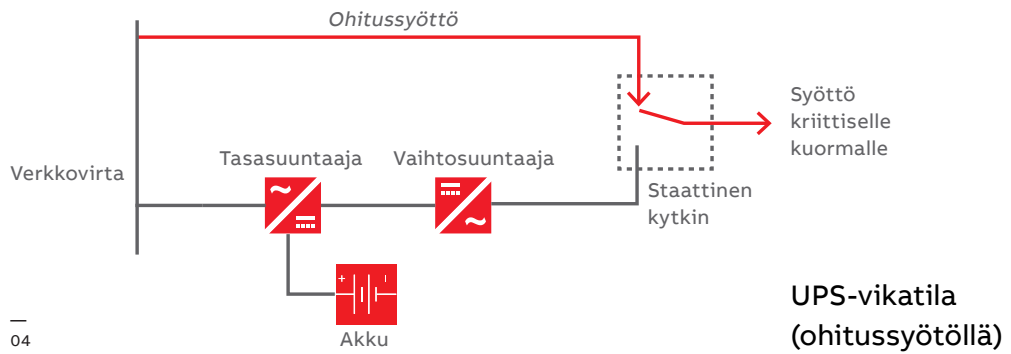 Ohitussyöttö
Syöttö
kriittiselle
kuormalle
Verkkovirta
Tasasuuntaaja
Vaihtosuuntaaja
Staattinen
kytkin
Akku
UPS-vikatila
(ohitussyötöllä)
—
04